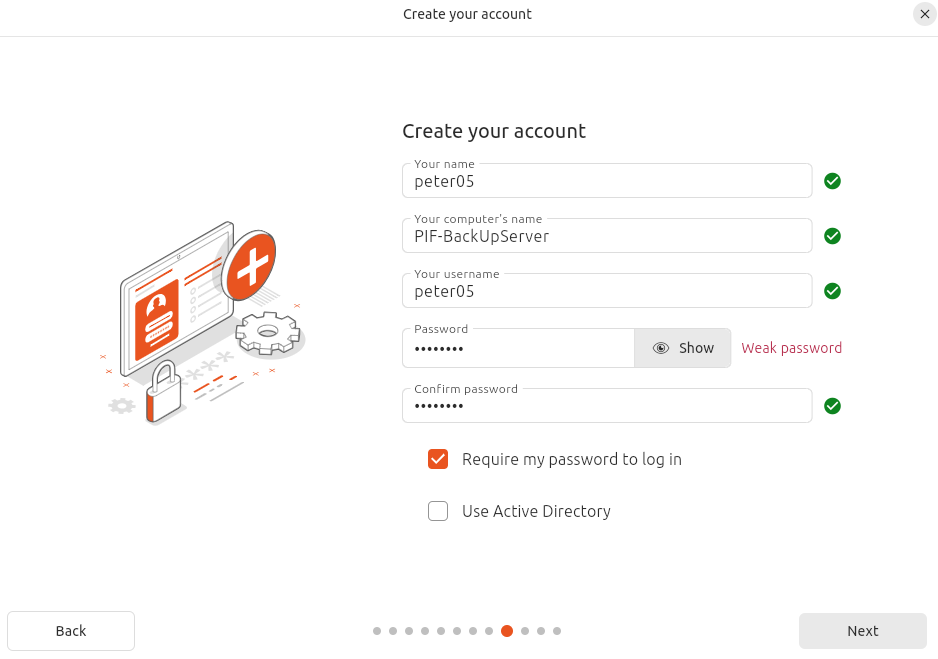 Create your account
Create your account
Your name
peter05
Your computer's name
PIF-BackUpServer
Your username
peter05
Password
••••••••
Show
Weak password
Confirm password
••••••••
Require my password to log in
Use Active Directory
Back
Next